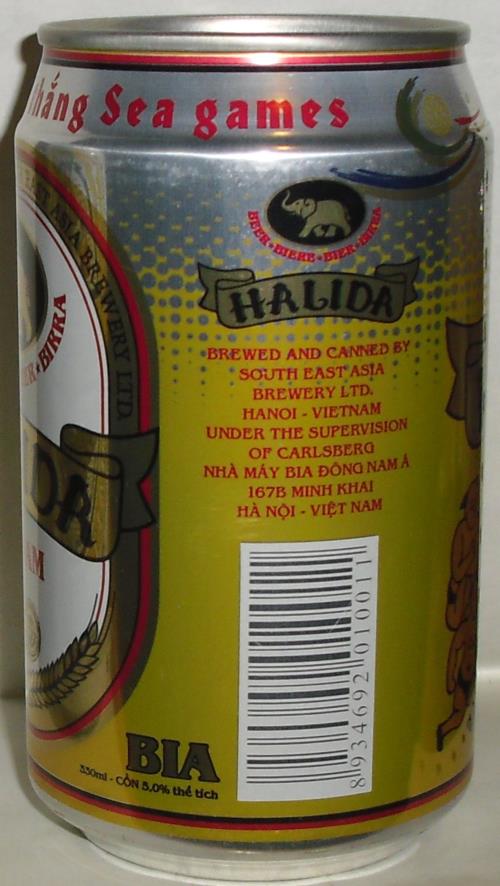 hắng Sea games
EAST ASIA BREWERY LTD.
BEER★BIERE★BIER★BIRRA
HALIDA
BREWED AND CANNED BY
SOUTH EAST ASIA
BREWERY LTD.
HANOI - VIETNAM
UNDER THE SUPERVISION
OF CARLSBERG
NHÀ MÁY BIA ĐÔNG NAM Á
167B MINH KHAI
HÀ NỘI - VIỆT NAM
ER★BIRRA
DA
AM
8934692010011
BIA
330ml - CỒN 5.0% thể tích